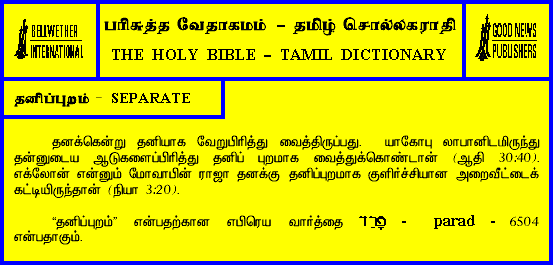 BELLWETHER
INTERNATIONAL
பரிசுத்த வேதாகமம் – தமிழ் சொல்லகராதி
THE HOLY BIBLE – TAMIL DICTIONARY
GOOD NEWS
PUBLISHERS
தனிப்புறம் - SEPARATE
தனக்கென்று தனியாக வேறுபிரித்து வைத்திருப்பது. யாகோபு லாபானிடமிருந்து
தன்னுடைய ஆடுகளைப்பிரித்து தனிப் புறமாக வைத்துக்கொண்டான் (ஆதி 30:40).
எக்லோன் என்னும் மோவாபின் ராஜா தனக்கு தனிப்புறமாக குளிர்ச்சியான அறைவீட்டைக்
கட்டியிருந்தான் (நியா 3:20).
“தனிப்புறம்” என்பதற்கான எபிரெய வார்த்தை פרד - parad - 6504
என்பதாகும்.